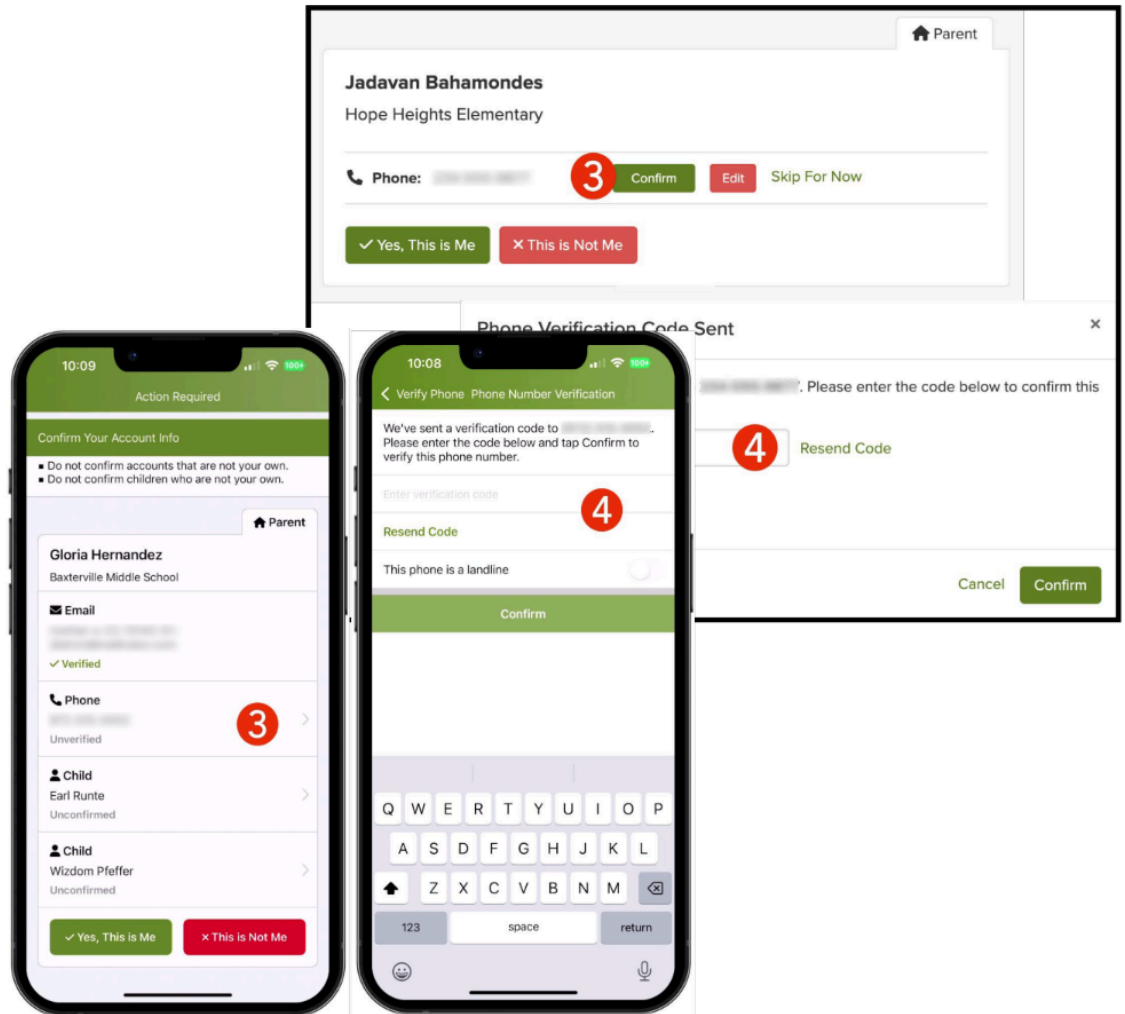 Parent
Jadavan Bahamondes
Hope Heights Elementary
Phone:
3
Confirm
Edit
Skip For Now
Yes, This is Me
This is Not Me
Phone Verification Code Sent
. Please enter the code below to confirm this
4
Resend Code
Cancel
Confirm
10:09
100+
Action Required
Confirm Your Account Info
Do not confirm accounts that are not your own.
Do not confirm children who are not your own.
Parent
Gloria Hernandez
Baxterville Middle School
Email
Verified
Phone
3
Unverified
Child
Earl Runte
Unconfirmed
Child
Wizdom Pfeffer
Unconfirmed
Yes, This is Me
This is Not Me
10:08
100+
Verify Phone Phone Number Verification
We've sent a verification code to
Please enter the code below and tap Confirm to
verify this phone number.
Enter verification code
4
Resend Code
This phone is a landline
Confirm
Q W E R T Y U I O P
A S D F G H J K L
Z X C V B N M
123 space return